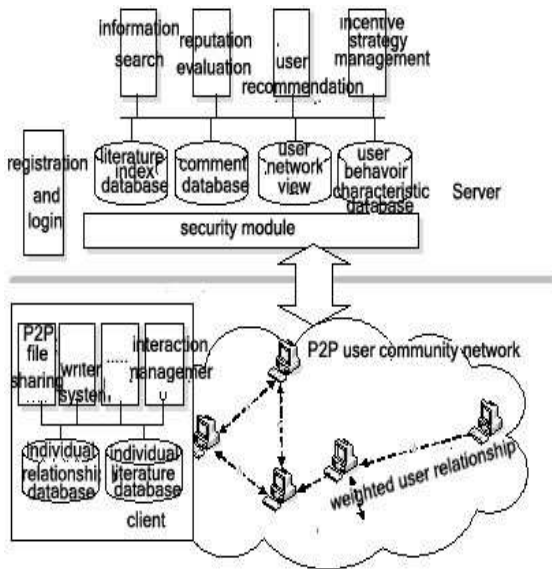 information
search
reputation
evaluation
user
recommendation
incentive
strategy
management
registration
and
login
literature
index
database
comment
database
user
network
view
user
behavoir
characteristic
database
Server
security module
P2P
file
sharing
writer
system
.....
interaction
P2P user community network
individual
relationship
database
individual
literature
database
client
weighted user relationship